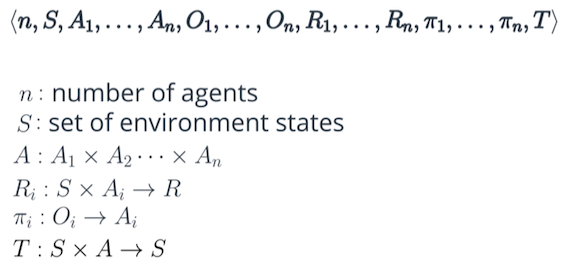 ⟨n, S, A₁, . . . , Aₙ, O₁, . . . , Oₙ, R₁, . . . , Rₙ, π₁, . . . , πₙ, T⟩
n : number of agents
S : set of environment states
A : A₁ × A₂ · · · × Aₙ
Rᵢ : S × Aᵢ → R
πᵢ : Oᵢ → Aᵢ
T : S × A → S